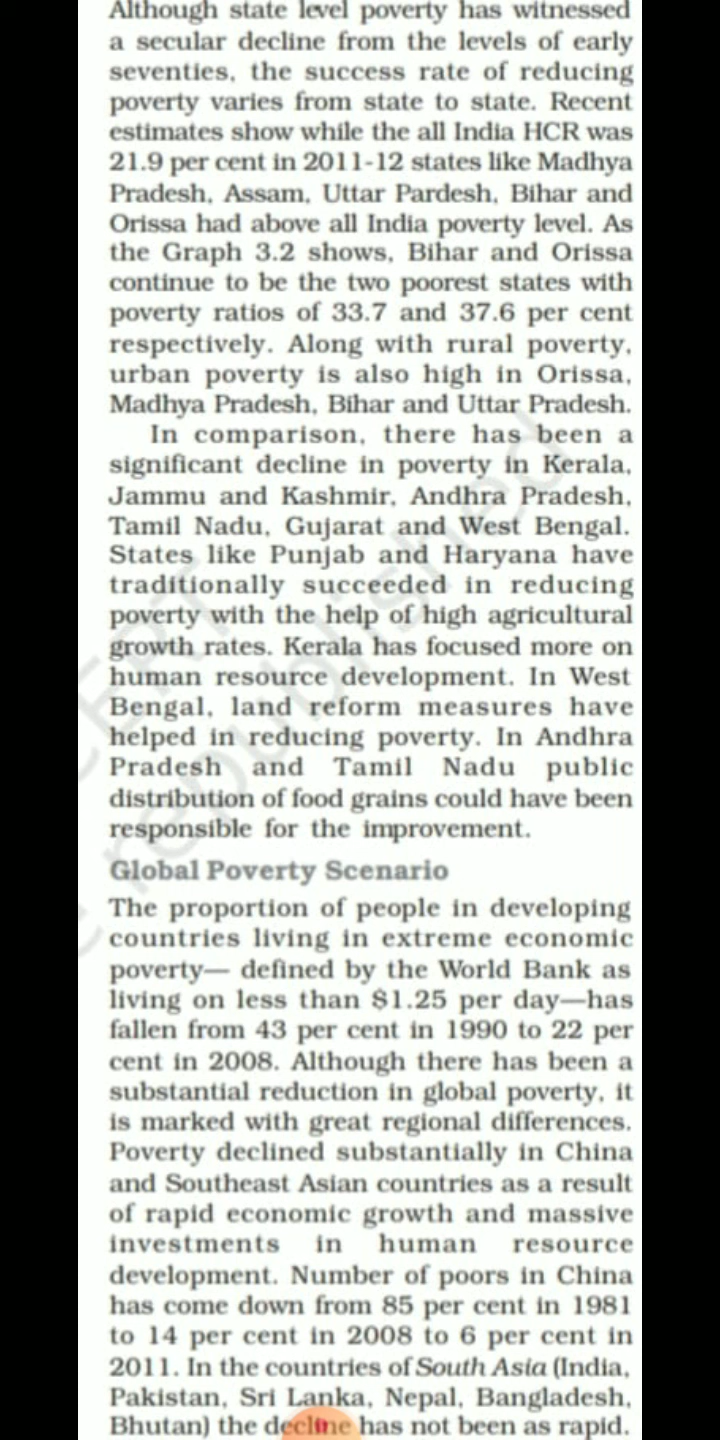 Although state level poverty has witnessed
a secular decline from the levels of early
seventies, the success rate of reducing
poverty varies from state to state. Recent
estimates show while the all India HCR was
21.9 per cent in 2011-12 states like Madhya
Pradesh, Assam, Uttar Pardesh, Bihar and
Orissa had above all India poverty level. As
the Graph 3.2 shows, Bihar and Orissa
continue to be the two poorest states with
poverty ratios of 33.7 and 37.6 per cent
respectively. Along with rural poverty,
urban poverty is also high in Orissa,
Madhya Pradesh, Bihar and Uttar Pradesh.
In comparison, there has been a
significant decline in poverty in Kerala,
Jammu and Kashmir, Andhra Pradesh,
Tamil Nadu, Gujarat and West Bengal.
States like Punjab and Haryana have
traditionally succeeded in reducing
poverty with the help of high agricultural
growth rates. Kerala has focused more on
human resource development. In West
Bengal, land reform measures have
helped in reducing poverty. In Andhra
Pradesh and Tamil Nadu public
distribution of food grains could have been
responsible for the improvement.
Global Poverty Scenario
The proportion of people in developing
countries living in extreme economic
poverty— defined by the World Bank as
living on less than $1.25 per day—has
fallen from 43 per cent in 1990 to 22 per
cent in 2008. Although there has been a
substantial reduction in global poverty, it
is marked with great regional differences.
Poverty declined substantially in China
and Southeast Asian countries as a result
of rapid economic growth and massive
investments in human resource
development. Number of poors in China
has come down from 85 per cent in 1981
to 14 per cent in 2008 to 6 per cent in
2011. In the countries of South Asia (India,
Pakistan, Sri Lanka, Nepal, Bangladesh,
Bhutan) the decline has not been as rapid.